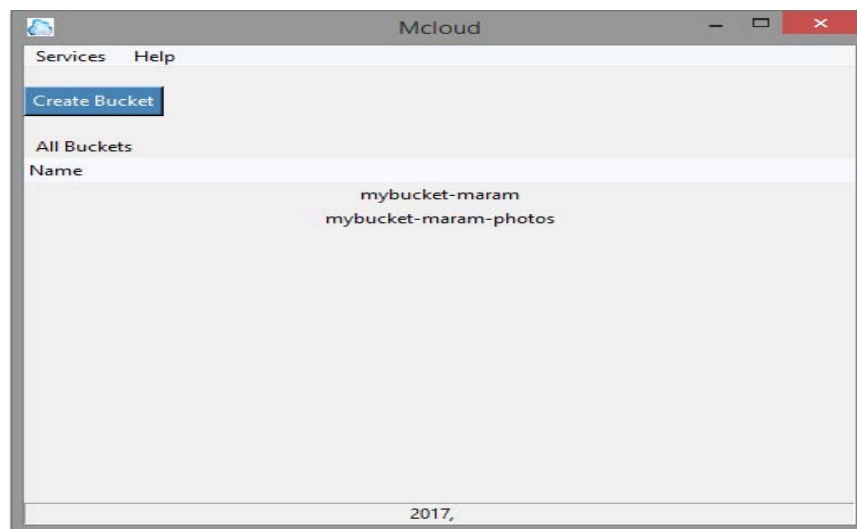 Mcloud
Services Help
Create Bucket
All Buckets
Name
mybucket-maram
mybucket-maram-photos
2017,